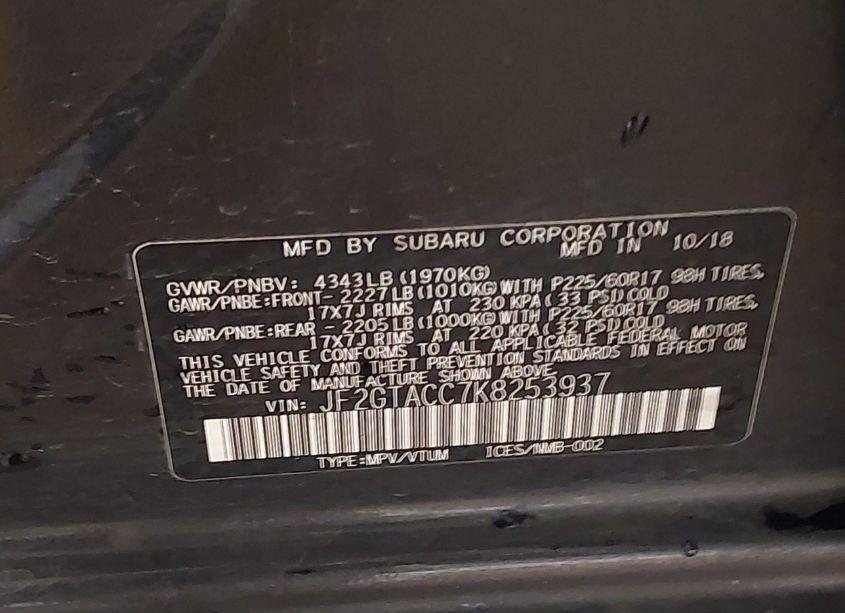 MFD BY SUBARU CORPORATION
MFD IN 10/18
GVWR/PNBV: 4343LB(1970KG)
GAWR/PNBE:FRONT- 2227LB(1010KG)WITH P225/60R17 98H TIRES,
17X7J RIMS AT 230 KPA( 33 PSI)COLD
GAWR/PNBE:REAR - 2205LB(1000KG)WITH P225/60R17 98H TIRES,
17X7J RIMS AT 220 KPA( 32 PSI)COLD
THIS VEHICLE CONFORMS TO ALL APPLICABLE FEDERAL MOTOR
VEHICLE SAFETY AND THEFT PREVENTION STANDARDS IN EFFECT ON
THE DATE OF MANUFACTURE SHOWN ABOVE.
VIN: JF2GTACC7K8253937
TYPE:MPV/VTUM ICES/NMB-002